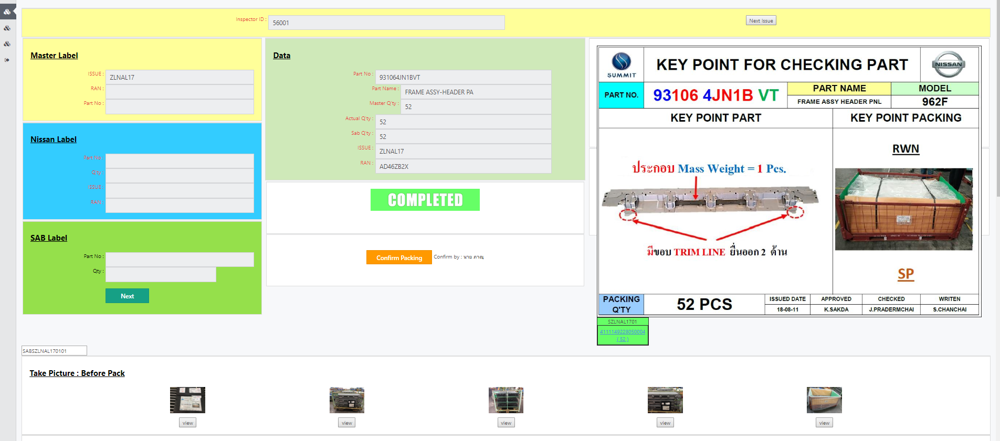 Inspector ID :
56001
Next Issue
Master Label
ISSUE :
ZLNAL17
RAN :
Part No :
Nissan Label
Part No :
Q'ty :
ISSUE :
RAN :
SAB Label
Part No :
Qty :
Next
Data
Part No :
931064JN1BVT
Part Name :
FRAME ASSY-HEADER PA
Master Q'ty :
52
Actual Q'ty :
52
Sab Q'ty :
52
ISSUE :
ZLNAL17
RAN :
AD46ZB2X
COMPLETED
Confirm Packing
Confirm by : นาย ภาณุ
SUMMIT
KEY POINT FOR CHECKING PART
NISSAN
PART NO.
93106 4JN1B VT
PART NAME
FRAME ASSY HEADER PNL
MODEL
962F
KEY POINT PART
KEY POINT PACKING
ประกอบ Mass Weight = 1 Pcs.
มีขอบ TRIM LINE ยื่นออก 2 ด้าน
RWN
SP
PACKING
Q'TY
52 PCS
ISSUED DATE
APPROVED
CHECKED
WRITEN
18-08-11
K.SAKDA
J.PRADERMCHAI
S.CHANCHAI
SZLNAL1701
4111149228050004
( 52 )
SABSZLNAL170101
Take Picture : Before Pack
view
view
view
view
view